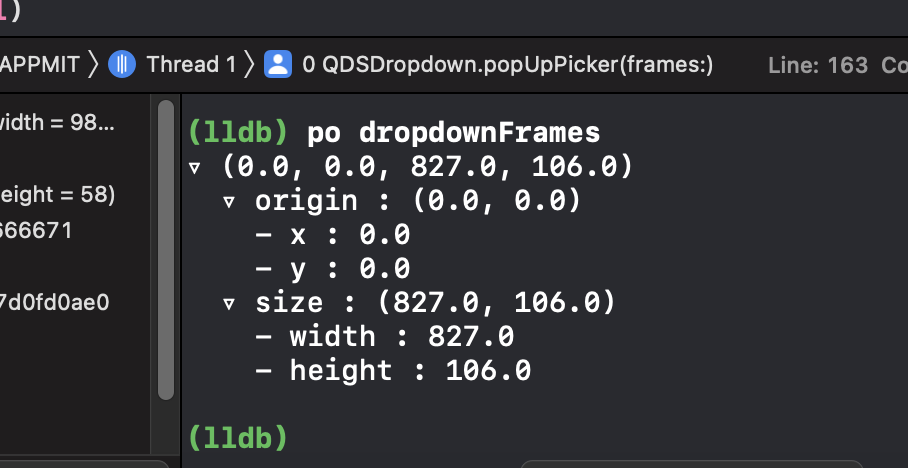 )
APPMIT 〉 Thread 1 〉 0 QDSDropdown.popUpPicker(frames:) Line: 163 Co
width = 98...
height = 58)
666671
7d0fd0ae0
(lldb) po dropdownFrames
▿ (0.0, 0.0, 827.0, 106.0)
▿ origin : (0.0, 0.0)
- x : 0.0
- y : 0.0
▿ size : (827.0, 106.0)
- width : 827.0
- height : 106.0
(lldb)